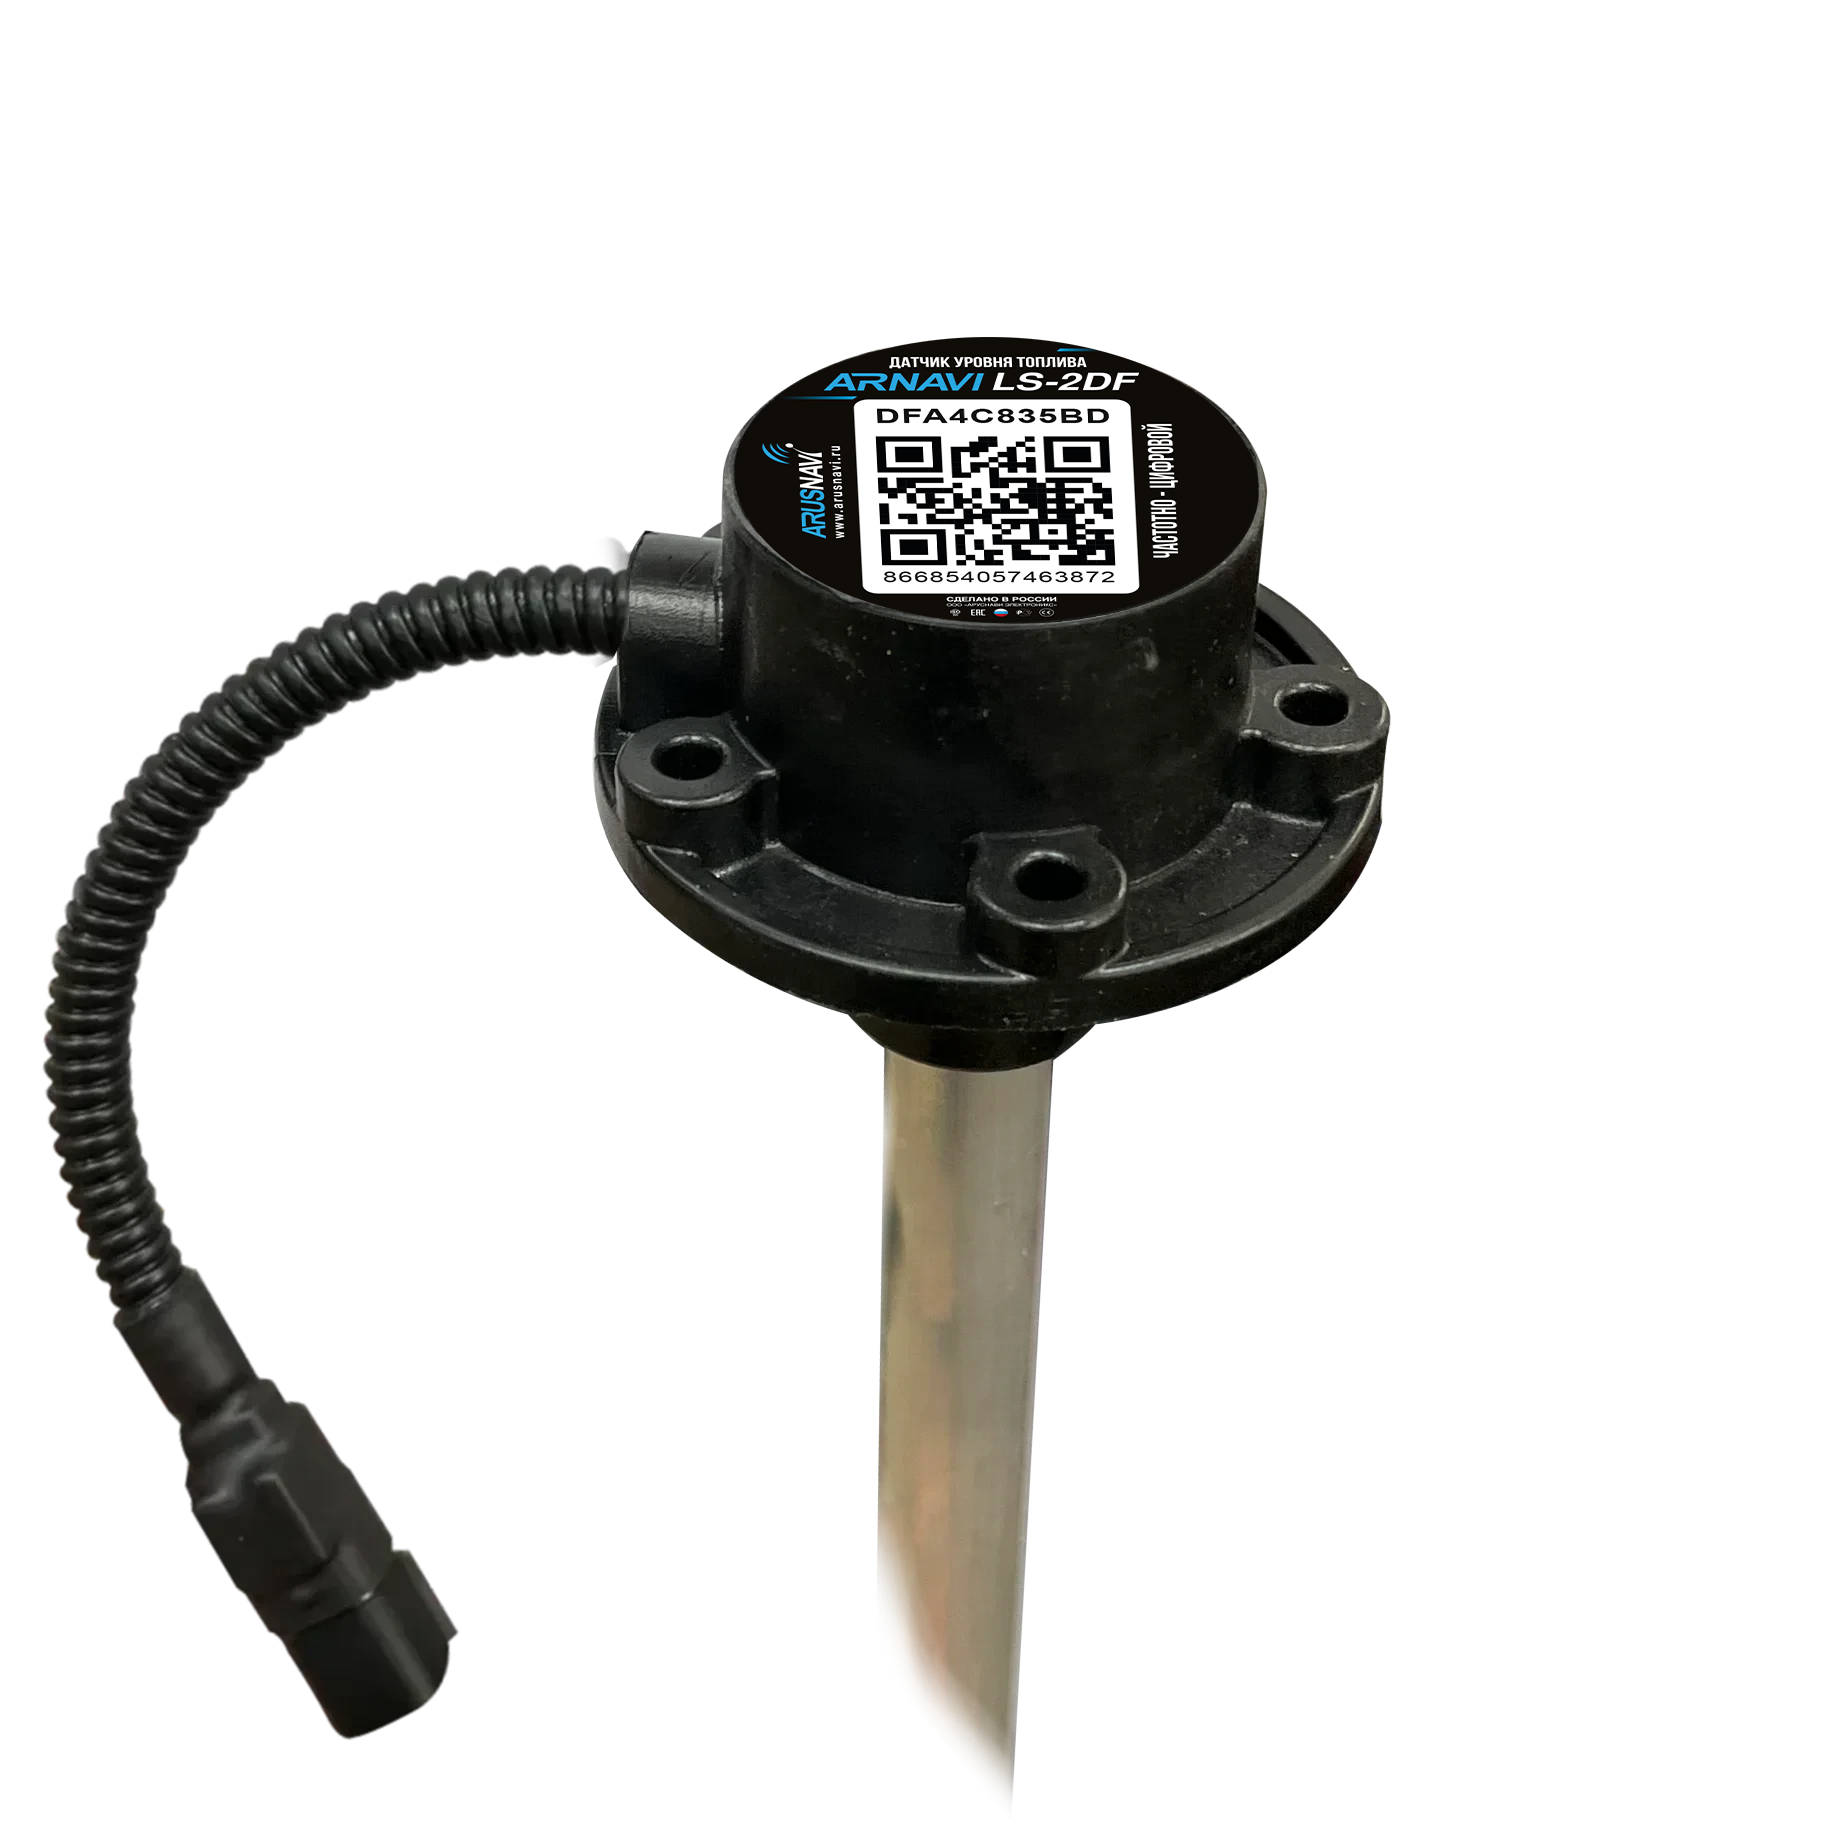 ДАТЧИК УРОВНЯ ТОПЛИВА
ARNAVI LS-2DF
DFA4C835BD
ARUSNAVI
www.arusnavi.ru
ЧАСТОТНО - ЦИФРОВОЙ
866854057463872
СДЕЛАНО В РОССИИ
ООО «АРУСНАВИ ЭЛЕКТРОНИКС»
EAC